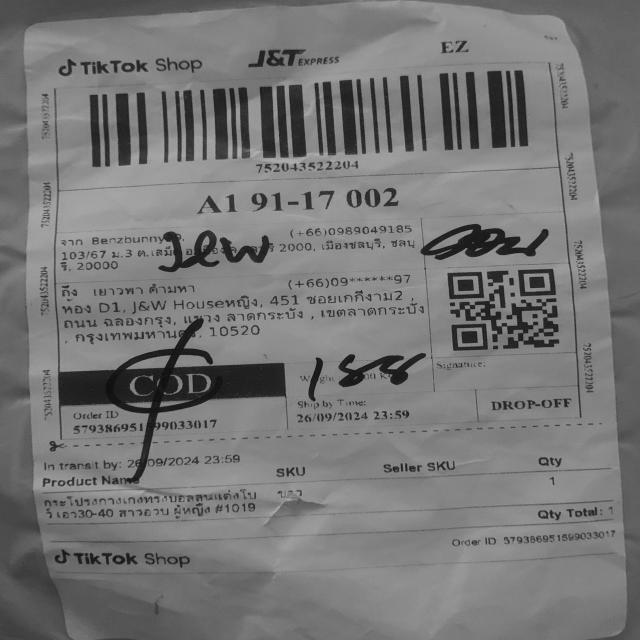 TikTok Shop
J&T EXPRESS
EZ
752043522204
752043522204
752043522204
752043522204
752043522204
A1 91-17 002
จาก Benzbunny
(+66)0989049185
103/67 ม.3 ต.เสม็ด 2000, เมืองชลบุรี, ชลบุ
รี, 20000
J&W
ถึง เยาวพา คำมหา
(+66)09******97
ห้อง D1, J&W Houseหญิง, 451 ซอยเกกีงาม2
ถนน ฉลองกรุง, แขวง ลาดกระบัง , เขตลาดกระบัง
, กรุงเทพมหานคร, 10520
COD
188
Signature:
Order ID
579386951599033017
Ship by Time:
26/09/2024 23:59
DROP-OFF
In transit by: 26/09/2024 23:59
Product Name
SKU
Seller SKU
Qty
กระโปรงกางเกงทรงบอลลูนแต่งโบ
ว์ เอว30-40 สาวอวบ ผู้หญิง #1019
ขาว
1
Qty Total: 1
TikTok Shop
Order ID 579386951599033017